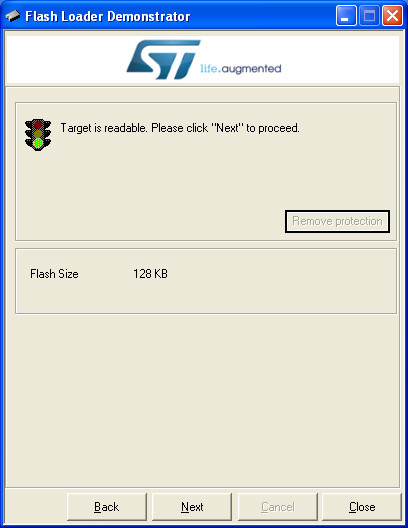 Flash Loader Demonstrator
ST
life.augmented
Target is readable. Please click "Next" to proceed.
Remove protection
Flash Size 128 KB
Back Next Cancel Close